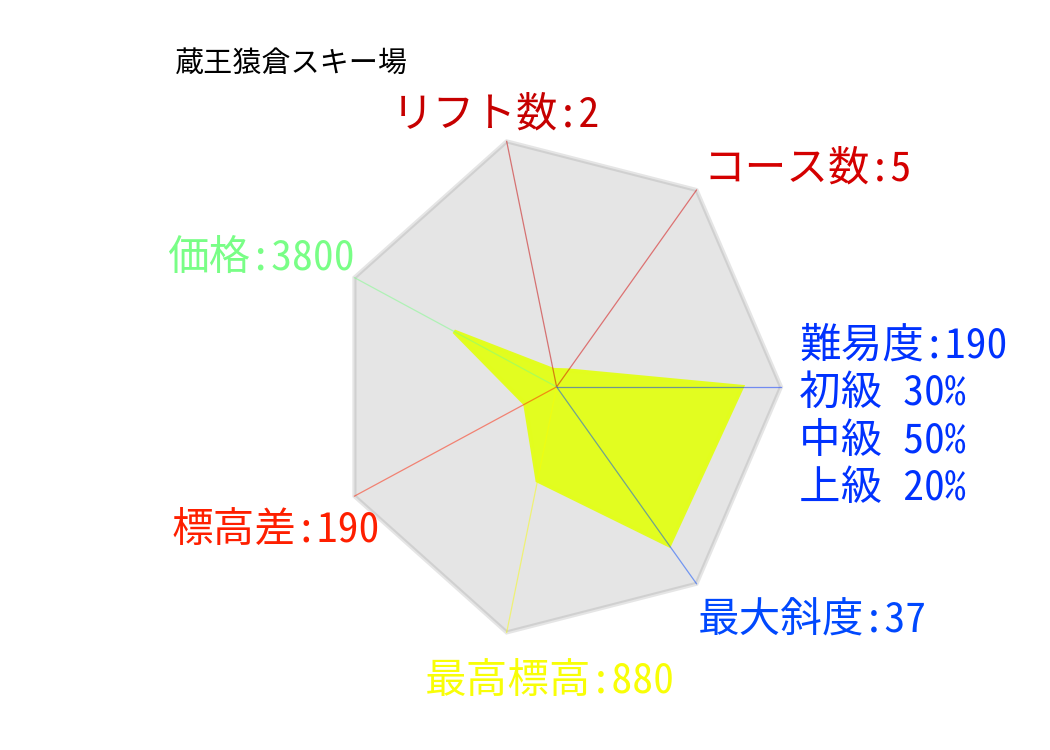 蔵王猿倉スキー場
リフト数:2
コース数:5
価格:3800
難易度:190
初級 30%
中級 50%
上級 20%
標高差:190
最大斜度:37
最高標高:880